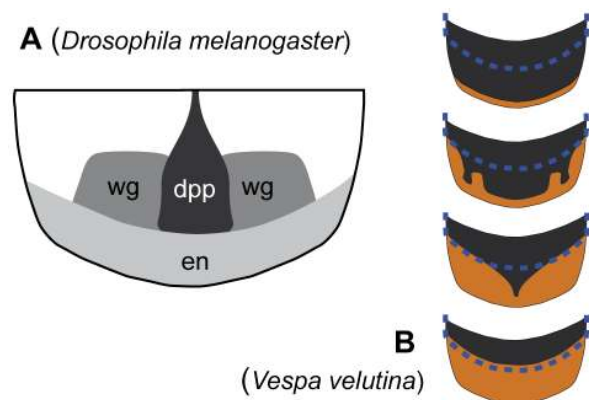 A (Drosophila melanogaster)
wg dpp wg
en
B
(Vespa velutina)